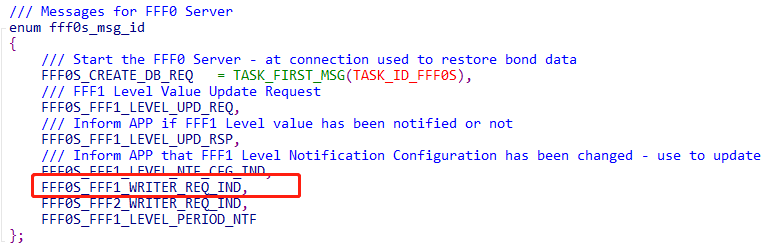 /// Messages for FFF0 Server
enum fff0s_msg_id
{
/// Start the FFF0 Server - at connection used to restore bond data
FFF0S_CREATE_DB_REQ = TASK_FIRST_MSG(TASK_ID_FFF0S),
/// FFF1 Level Value Update Request
FFF0S_FFF1_LEVEL_UPD_REQ,
/// Inform APP if FFF1 Level value has been notified or not
FFF0S_FFF1_LEVEL_UPD_RSP,
/// Inform APP that FFF1 Level Notification Configuration has been changed - use to update
FFF0S_FFF1_LEVEL_NTF_CFG_IND,
FFF0S_FFF1_WRITER_REQ_IND,
FFF0S_FFF2_WRITER_REQ_IND,
FFF0S_FFF1_LEVEL_PERIOD_NTF
};